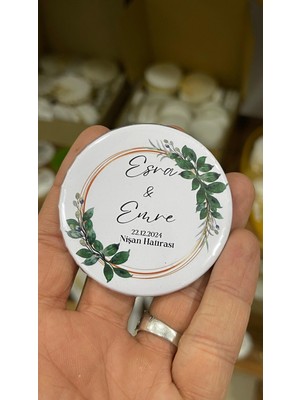 Esra
&
Emre
22.12.2024
Nişan Hatırası